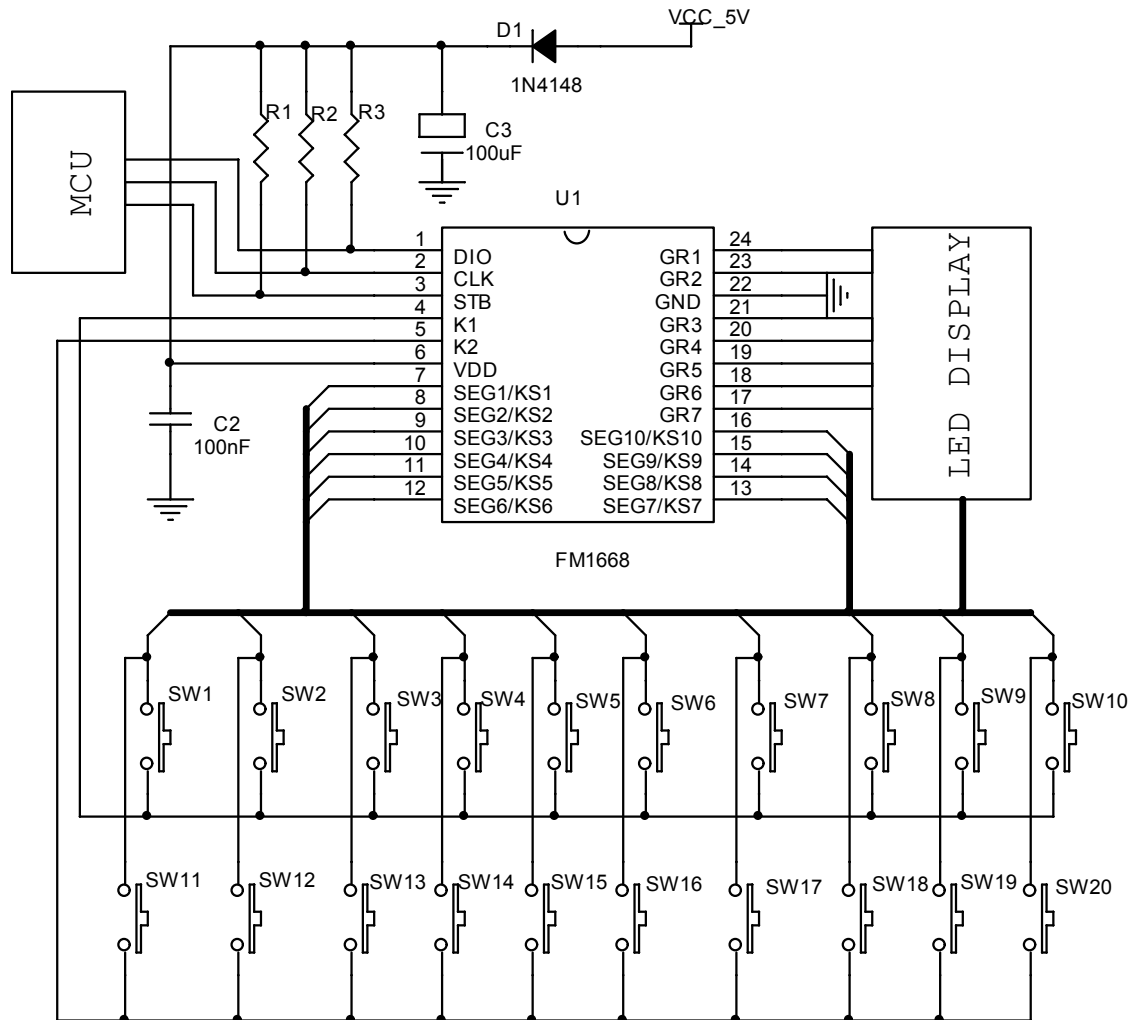 VCC_5V
D1
1N4148
R1
R2
R3
C3
100uF
MCU
U1
1
DIO
2
CLK
3
STB
4
K1
5
K2
6
VDD
7
SEG1/KS1
8
SEG2/KS2
9
SEG3/KS3
10
SEG4/KS4
11
SEG5/KS5
12
SEG6/KS6
24
GR1
23
GR2
22
GND
21
GR3
20
GR4
19
GR5
18
GR6
17
GR7
16
SEG10/KS10
15
SEG9/KS9
14
SEG8/KS8
13
SEG7/KS7
LED DISPLAY
C2
100nF
FM1668
SW1
SW2
SW3
SW4
SW5
SW6
SW7
SW8
SW9
SW10
SW11
SW12
SW13
SW14
SW15
SW16
SW17
SW18
SW19
SW20